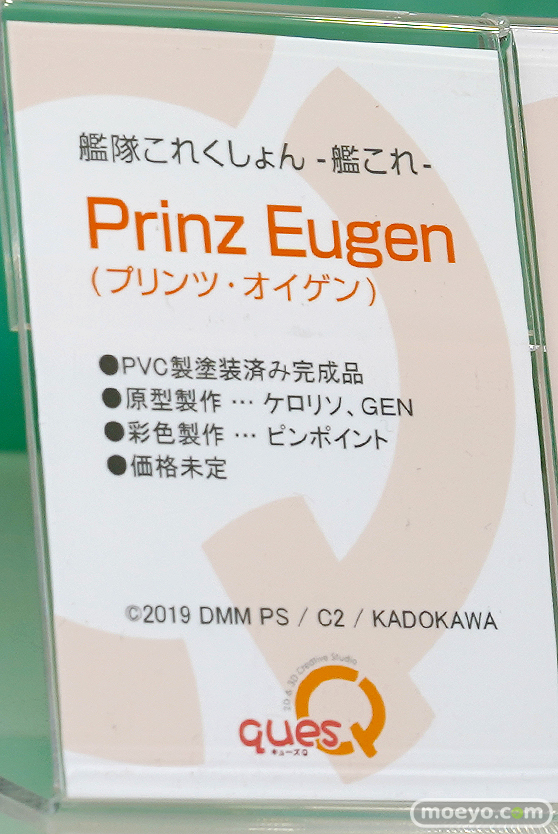 艦隊これくしょん -艦これ-
Prinz Eugen
(プリンツ・オイゲン)
●PVC製塗装済み完成品
●原型製作 … ケロリソ、GEN
●彩色製作 … ピンポイント
●価格未定
©2019 DMM PS / C2 / KADOKAWA
2D & 3D Creative Studio
quesQ
キューズQ
moeyo.com